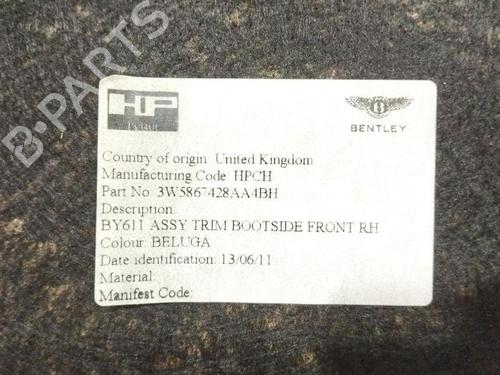 B-PARTS
HP
BENTLEY
Country of origin: United Kingdom
Manufacturing Code: HPCH
Part No: 3W5867428AA4BH
Description:
BY611 ASSY TRIM BOOTSIDE FRONT RH
Colour: BELUGA
Date identification: 13/06/11
Material:
Manifest Code: